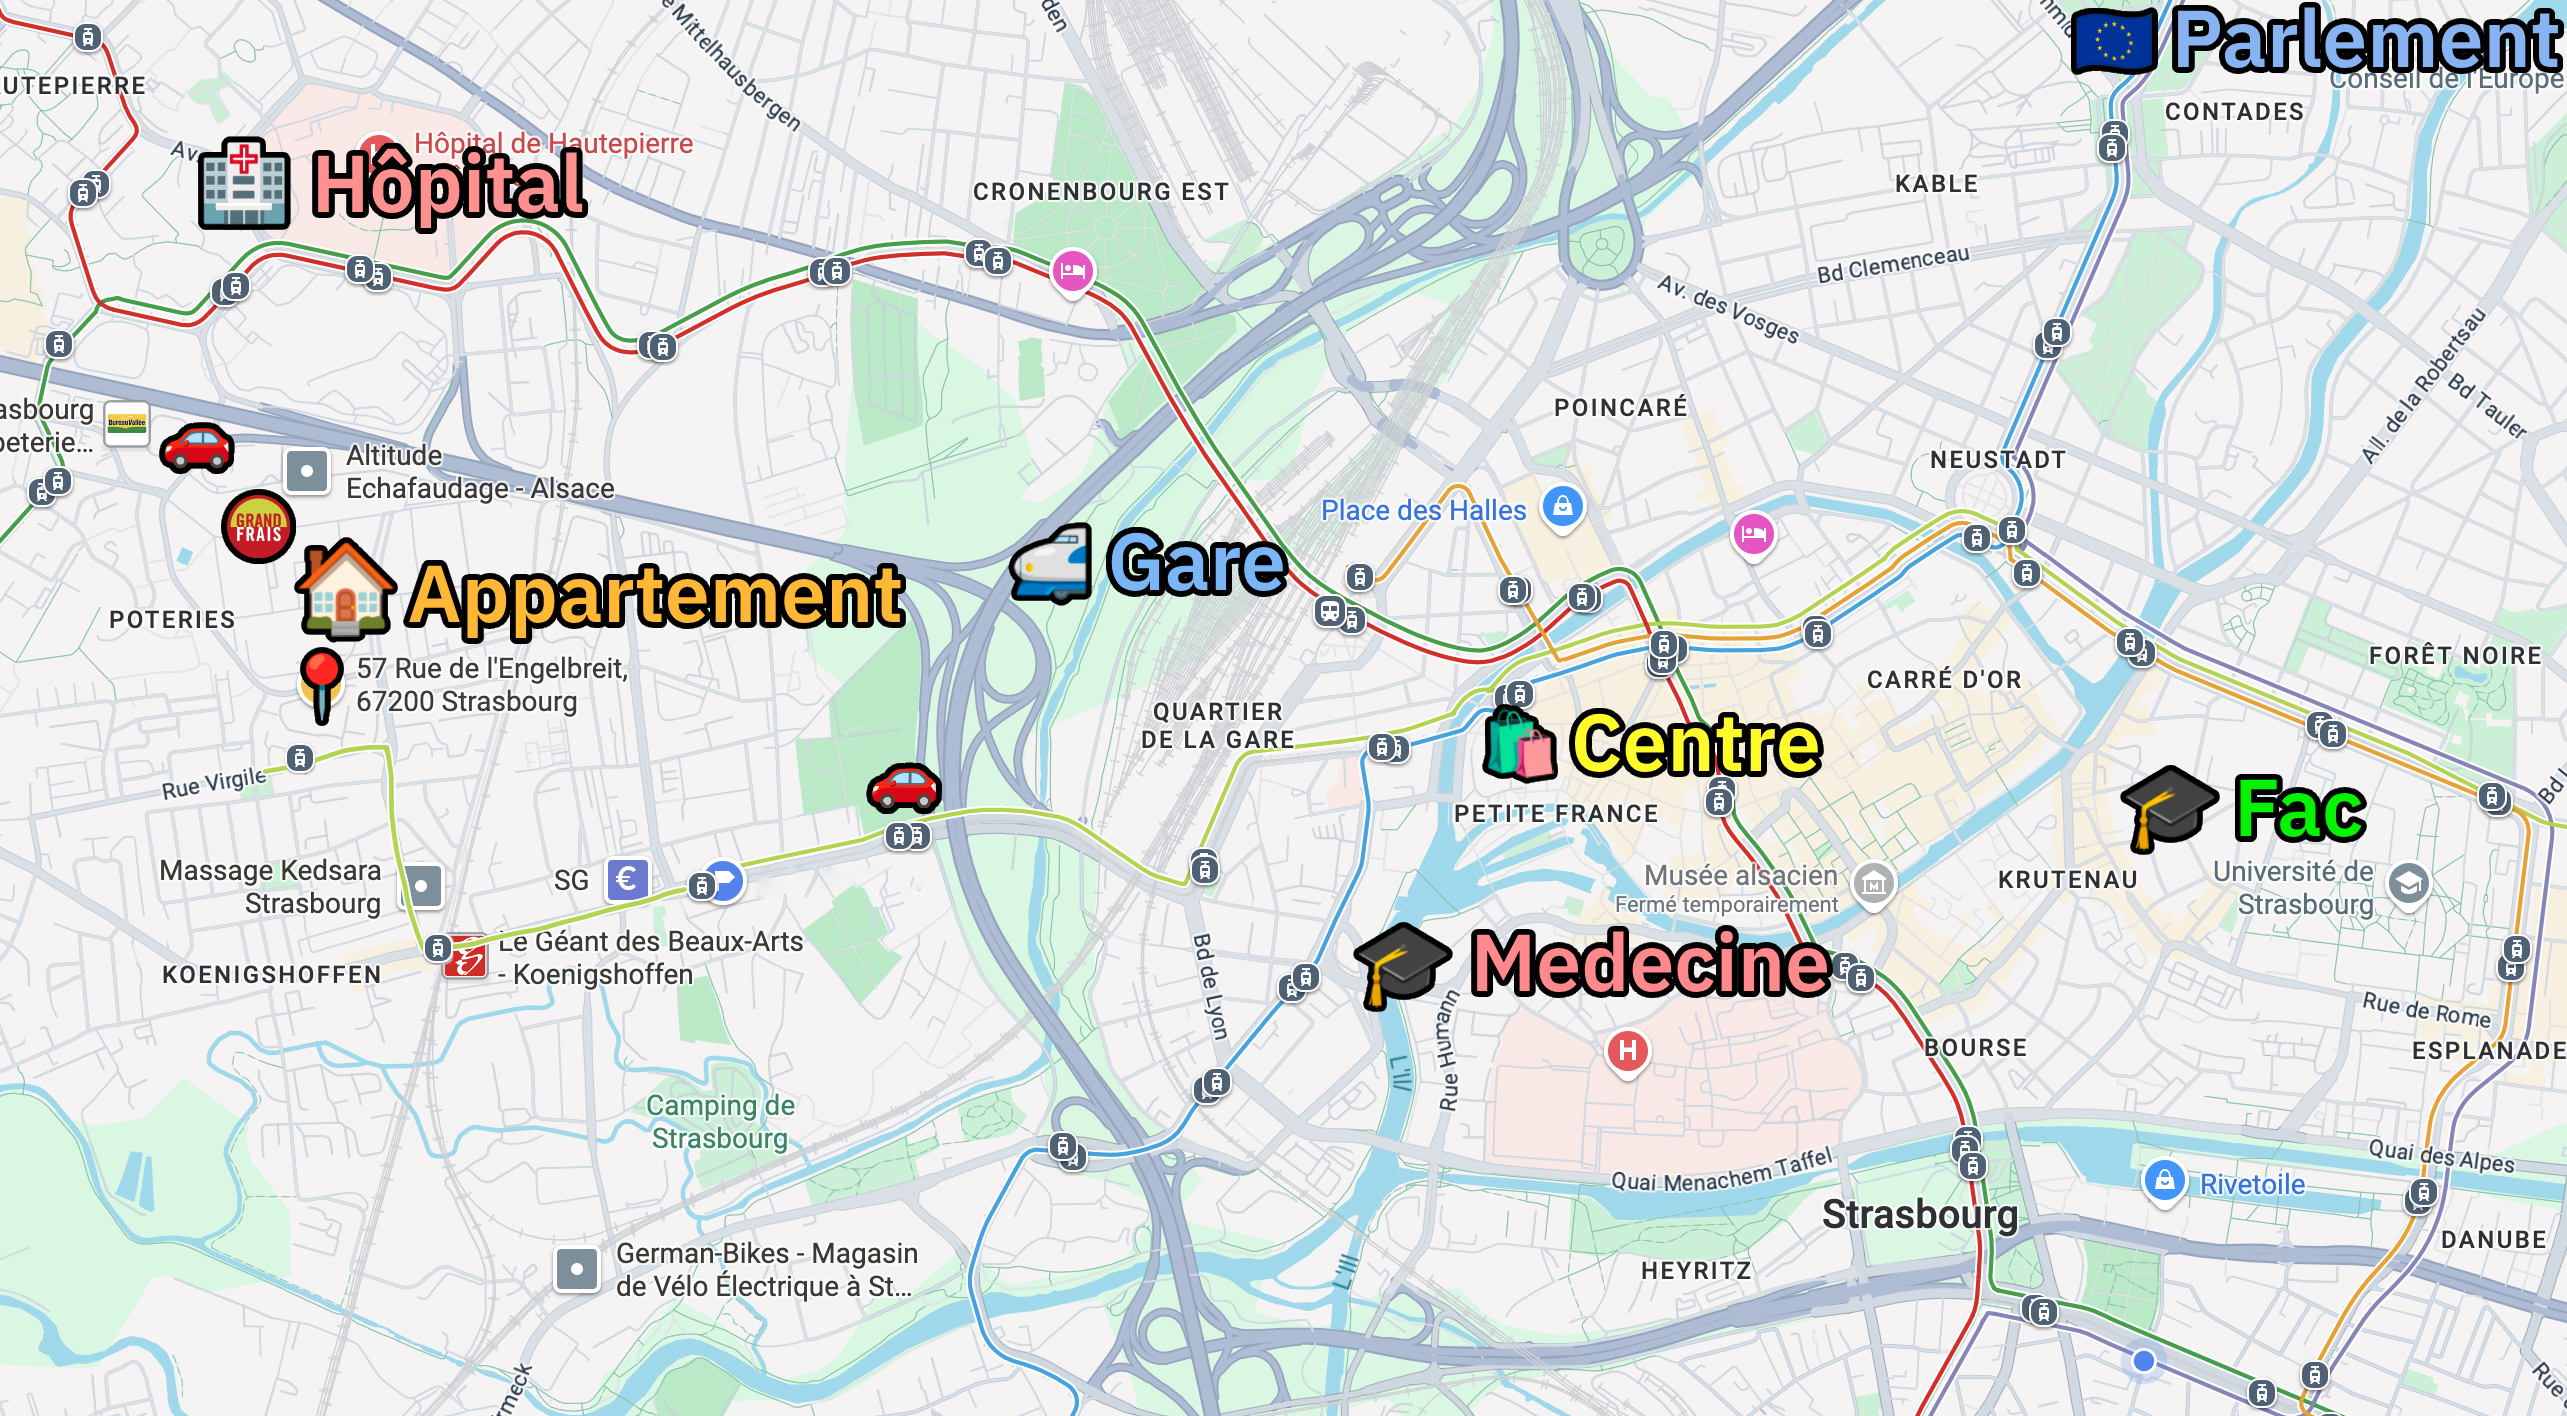 Parlement
Conseil de l'Europe
CONTADES
Mittelhausbergen
AUTEPIERRE
Av.
Hôpital de Hautepierre
Hôpital
CRONENBOURG EST
KABLE
Bd Clemenceau
Av. des Vosges
All. de la Robertsau
Bd Tauler
POINCARÉ
NEUSTADT
asbourg
peterie...
BureauVallée
Altitude
Echafaudage - Alsace
GRAND
FRAIS
Place des Halles
Appartement
Gare
POTERIES
57 Rue de l'Engelbreit,
67200 Strasbourg
FORÊT NOIRE
CARRÉ D'OR
QUARTIER
DE LA GARE
Centre
Rue Virgile
PETITE FRANCE
Fac
Massage Kedsara
Strasbourg
SG
Musée alsacien
Fermé temporairement
KRUTENAU
Université de
Strasbourg
Le Géant des Beaux-Arts
- Koenigshoffen
KOENIGSHOFFEN
Bd de Lyon
Medecine
Rue Humann
L'Ill
H
Rue de Rome
BOURSE
ESPLANADE
Camping de
Strasbourg
Quai Menachem Taffel
Quai des Alpes
Rivetoile
Strasbourg
DANUBE
German-Bikes - Magasin
de Vélo Électrique à St...
L'Ill
HEYRITZ